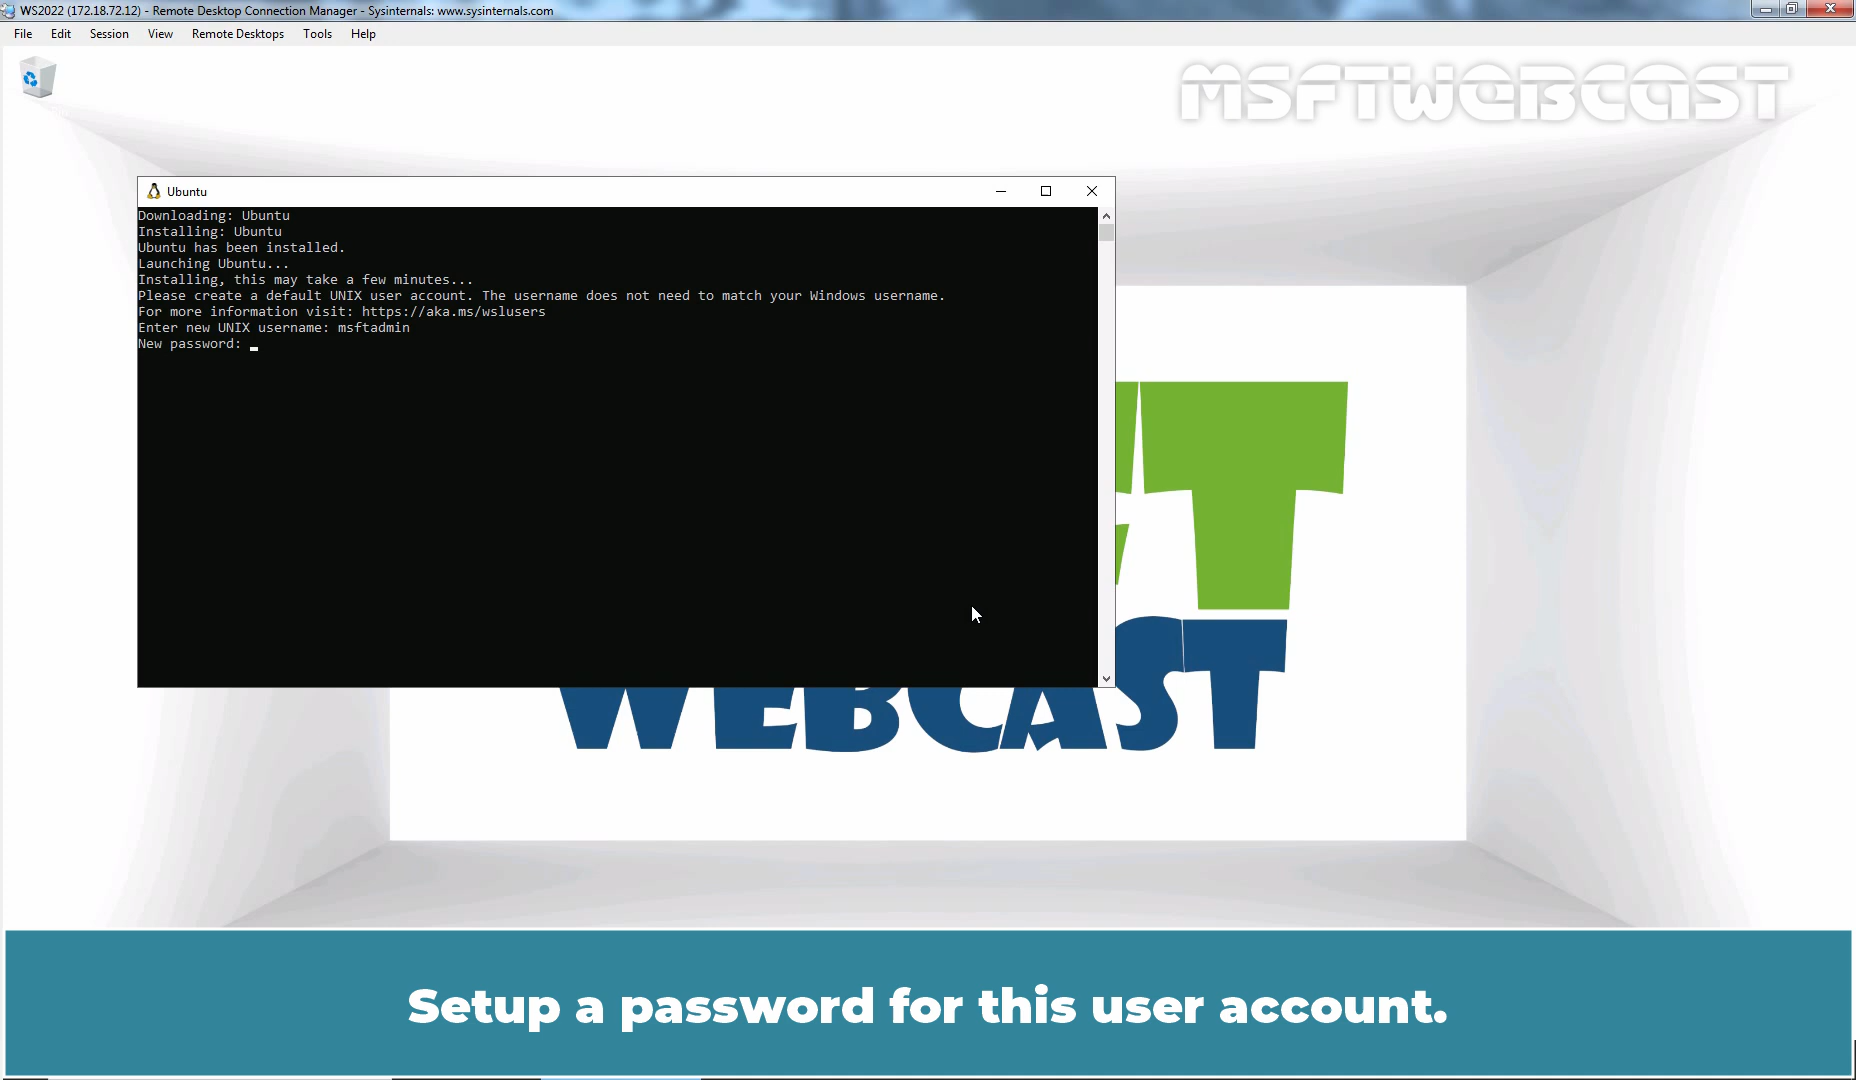 WS2022 (172.18.72.12) - Remote Desktop Connection Manager - Sysinternals: www.sysinternals.com
File Edit Session View Remote Desktops Tools Help
MSFTWEBCAST
Ubuntu
Downloading: Ubuntu
Installing: Ubuntu
Ubuntu has been installed.
Launching Ubuntu...
Installing, this may take a few minutes...
Please create a default UNIX user account. The username does not need to match your Windows username.
For more information visit: https://aka.ms/wslusers
Enter new UNIX username: msftadmin
New password:
WEBCAST
Setup a password for this user account.